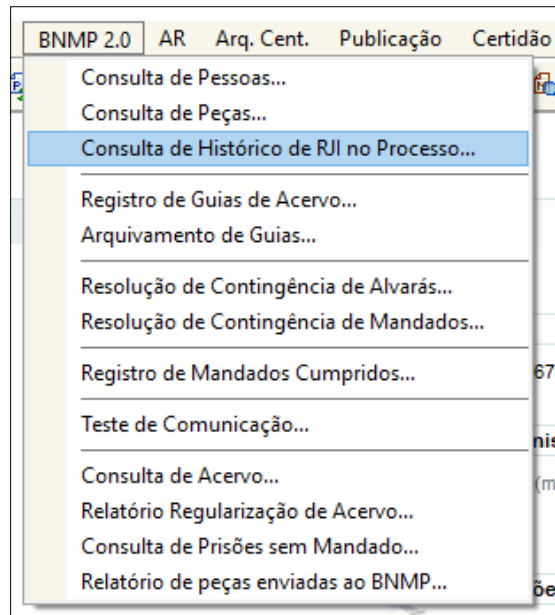 BNMP 2.0 AR Arq. Cent. Publicação Certidão
Consulta de Pessoas...
Consulta de Peças...
Consulta de Histórico de RJI no Processo...
Registro de Guias de Acervo...
Arquivamento de Guias...
Resolução de Contingência de Alvarás...
Resolução de Contingência de Mandados...
Registro de Mandados Cumpridos...
67
Teste de Comunicação...
nis
Consulta de Acervo...
(m
Relatório Regularização de Acervo...
Consulta de Prisões sem Mandado...
Relatório de peças enviadas ao BNMP...
õe